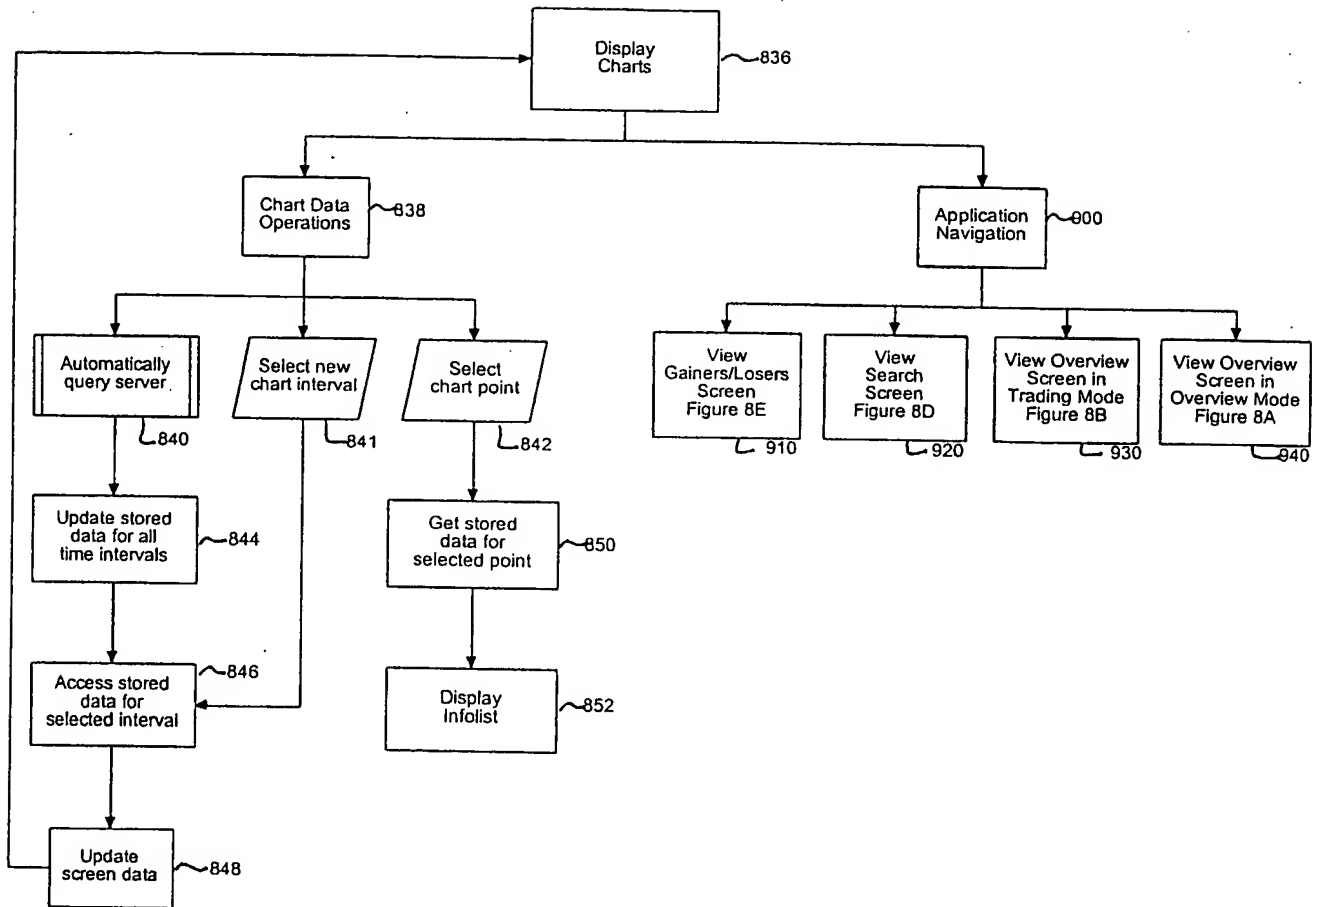 Display
Charts
836
Chart Data
Operations
838
Application
Navigation
900
Automatically
query server
840
Select new
chart interval
841
Select
chart point
842
View
Gainers/Losers
Screen
Figure 8E
910
View
Search
Screen
Figure 8D
920
View Overview
Screen in
Trading Mode
Figure 8B
930
View Overview
Screen in
Overview Mode
Figure 8A
940
Update stored
data for all
time intervals
844
Get stored
data for
selected point
850
Access stored
data for
selected interval
846
Display
Infolist
852
Update
screen data
848